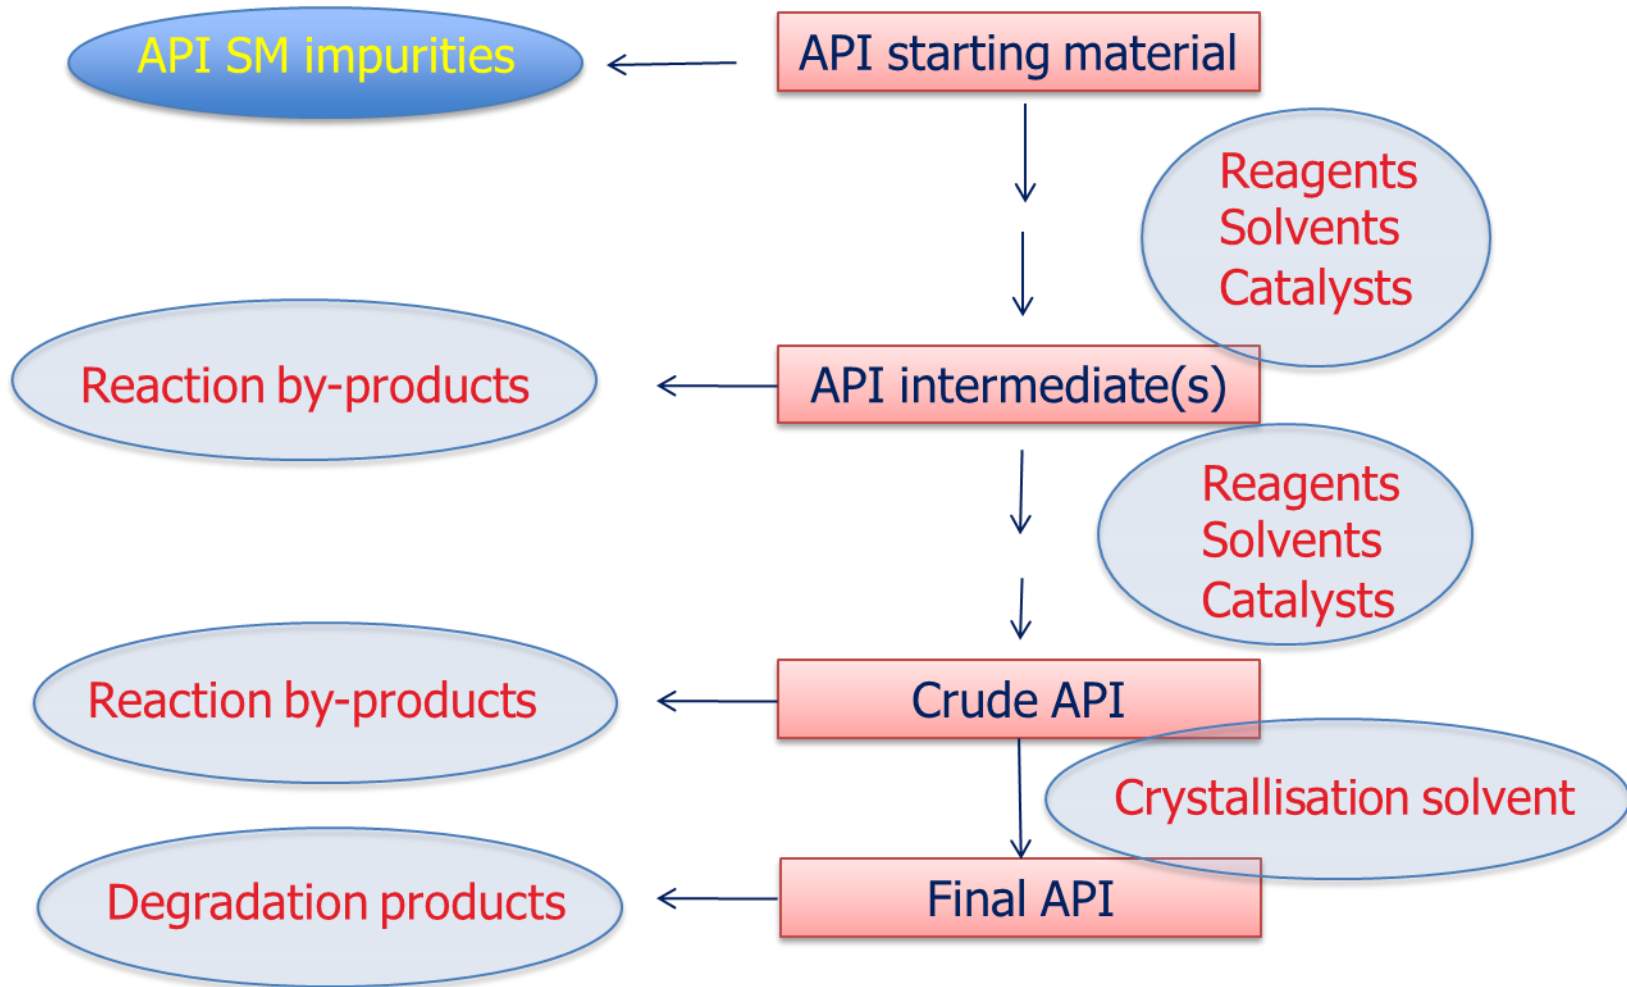 API SM impurities
API starting material
Reagents
Solvents
Catalysts
Reaction by-products
API intermediate(s)
Reagents
Solvents
Catalysts
Reaction by-products
Crude API
Crystallisation solvent
Degradation products
Final API